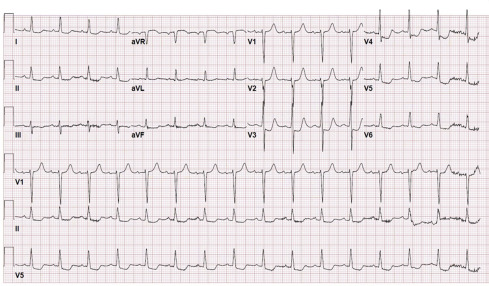 I aVR V1 V4
II aVL V2 V5
III aVF V3 V6
V1
II
V5